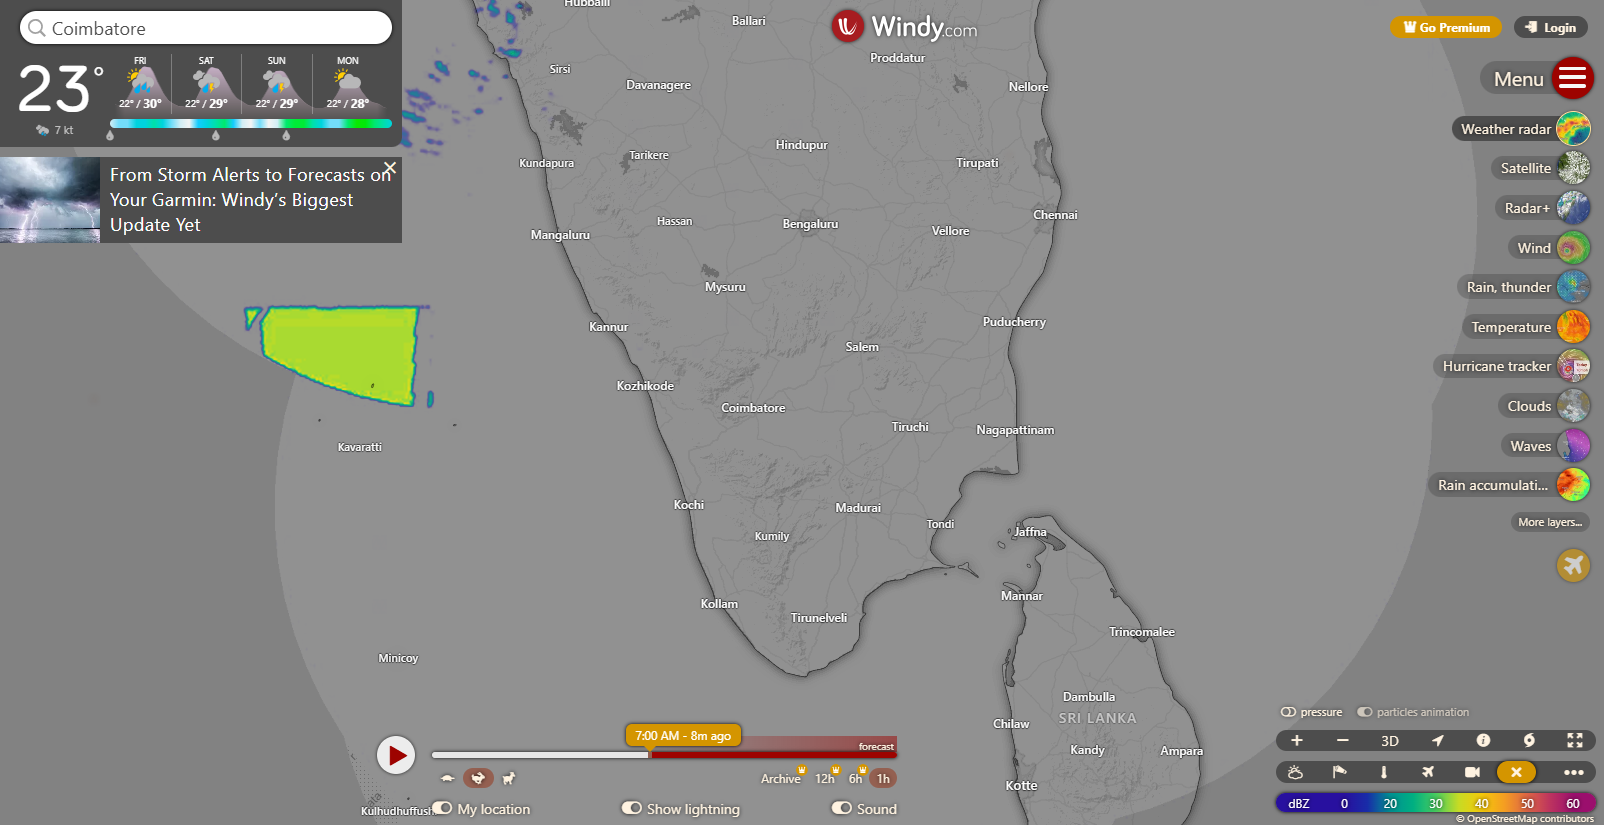 Coimbatore
23°
7 kt
FRI
22° / 30°
SAT
22° / 29°
SUN
22° / 29°
MON
22° / 28°
From Storm Alerts to Forecasts on
Your Garmin: Windy's Biggest
Update Yet
Windy.com
Go Premium
Login
Menu
Weather radar
Satellite
Radar+
Wind
Rain, thunder
Temperature
Hurricane tracker
Clouds
Waves
Rain accumulati...
More layers...
Hubballi
Ballari
Proddatur
Sirsi
Davanagere
Nellore
Kundapura
Tarikere
Hindupur
Tirupati
Mangaluru
Hassan
Bengaluru
Vellore
Chennai
Mysuru
Kannur
Salem
Puducherry
Kozhikode
Coimbatore
Tiruchi
Nagapattinam
Kavaratti
Kochi
Kumily
Madurai
Tondi
Jaffna
Kollam
Tirunelveli
Mannar
Trincomalee
Minicoy
Dambulla
SRI LANKA
Chilaw
Kandy
Ampara
Kotte
Kulhudhuffushi
7:00 AM - 8m ago
forecast
Archive
12h
6h
1h
My location
Show lightning
Sound
pressure
particles animation
+
−
3D
dBZ 0 20 30 40 50 60
© OpenStreetMap contributors